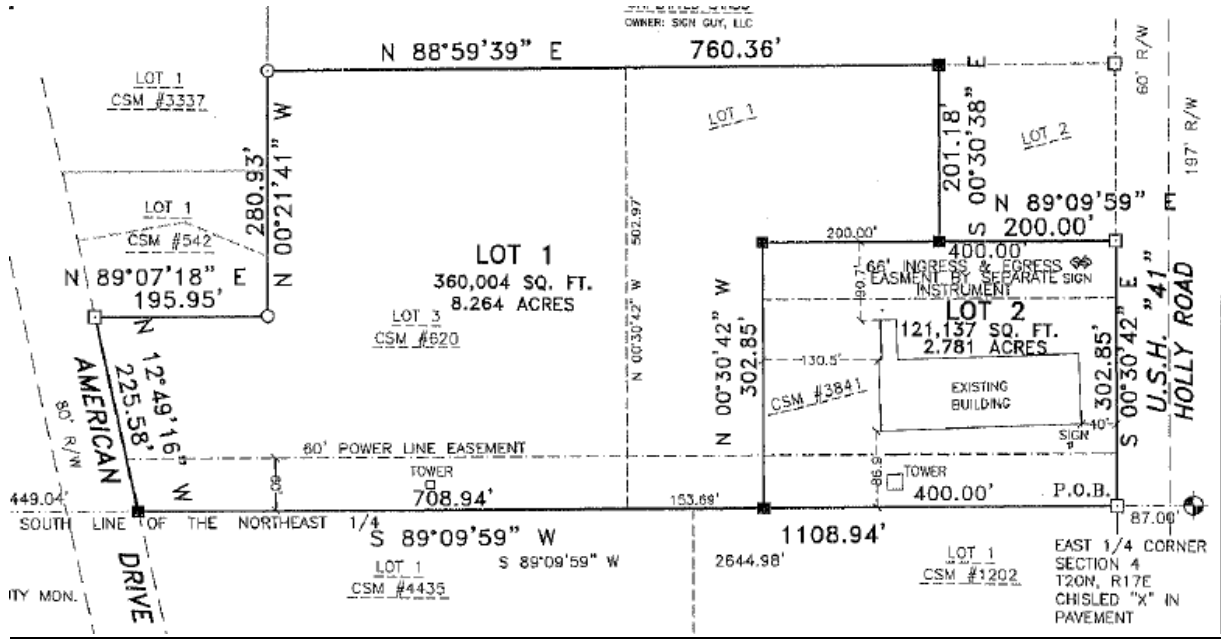 OWNER: SIGN GUY, LLC
N 88°59'39" E 760.36'
LOT 1
CSM #3337
280.93'
N 00°21'41" W
LOT 1
CSM #542
N 89°07'18" E
195.95'
N 12°49'16" W
225.58'
AMERICAN
DRIVE
80' R/W
LOT 1
360,004 SQ. FT.
8.264 ACRES
LOT 3
CSM #620
N 00°30'42" W 502.97'
LOT 1
201.18'
S 00°30'38" E
LOT 2
60' R/W
197' R/W
N 89°09'59" E
200.00'
200.00'
400.00'
66' INGRESS & EGRESS
EASMENT BY SEPARATE
INSTRUMENT
SIGN
90.7'
LOT 2
121,137 SQ. FT.
2.781 ACRES
N 00°30'42" W
302.85'
130.5'
CSM #3841
EXISTING
BUILDING
302.85'
S 00°30'42" E
U.S.H. "41"
HOLLY ROAD
40'
SIGN
86.9'
60' POWER LINE EASEMENT
60'
TOWER
708.94'
153.69'
TOWER
400.00'
P.O.B.
87.00'
449.04'
SOUTH LINE OF THE NORTHEAST 1/4
S 89°09'59" W
1108.94'
S 89°09'59" W
2644.98'
LOT 1
CSM #4435
LOT 1
CSM #1202
EAST 1/4 CORNER
SECTION 4
T20N, R17E
CHISLED "X" IN
PAVEMENT
MON.